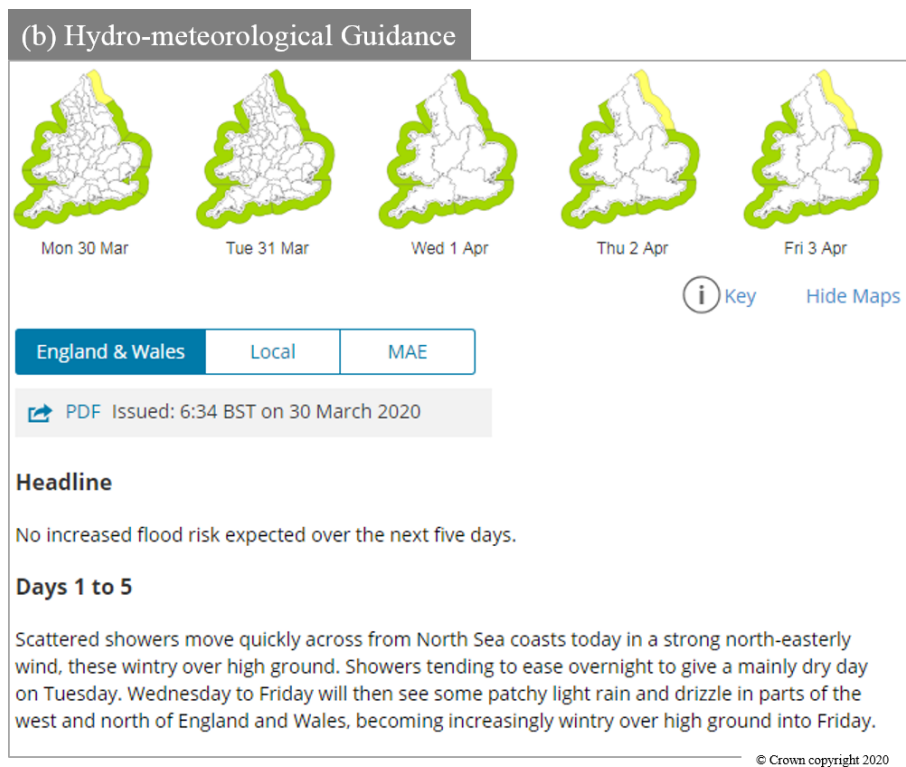 (b) Hydro-meteorological Guidance
Mon 30 Mar
Tue 31 Mar
Wed 1 Apr
Thu 2 Apr
Fri 3 Apr
i Key
Hide Maps
England & Wales
Local
MAE
PDF Issued: 6:34 BST on 30 March 2020
Headline
No increased flood risk expected over the next five days.
Days 1 to 5
Scattered showers move quickly across from North Sea coasts today in a strong north-easterly
wind, these wintry over high ground. Showers tending to ease overnight to give a mainly dry day
on Tuesday. Wednesday to Friday will then see some patchy light rain and drizzle in parts of the
west and north of England and Wales, becoming increasingly wintry over high ground into Friday.
© Crown copyright 2020